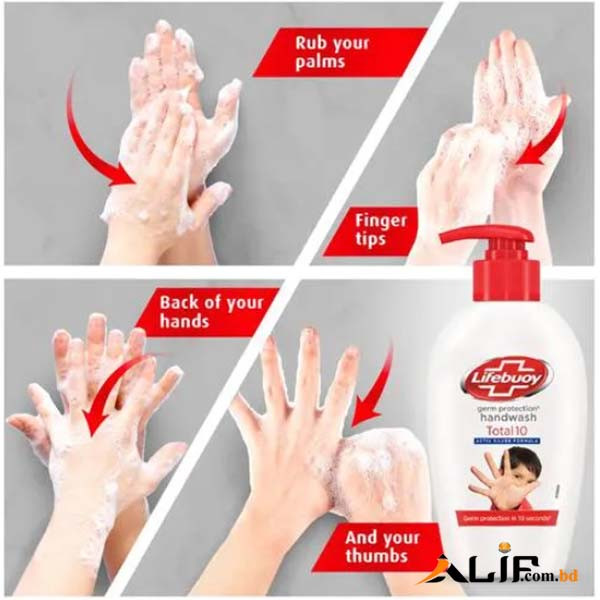 Rub your
palms
Finger
tips
Back of your
hands
And your
thumbs
Lifebuoy
germ protection*
handwash
Total 10
ACTIV SILVER FORMULA
Germ protection in 10 seconds*
ALIF.com.bd